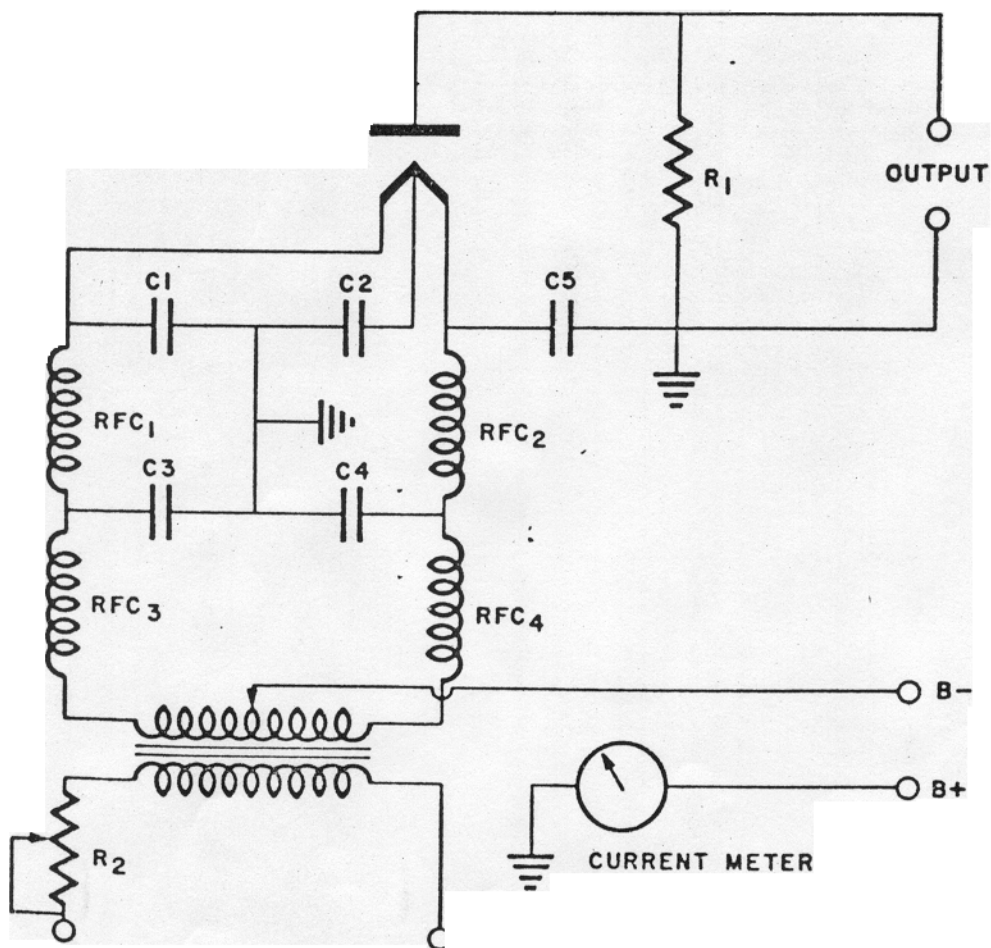 OUTPUT
R1
C1
C2
C5
RFC1
RFC2
C3
C4
RFC3
RFC4
B-
B+
R2
CURRENT METER